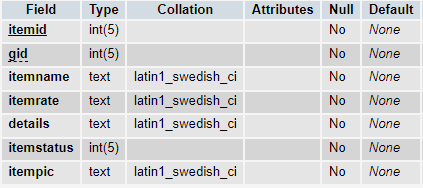 Field Type Collation Attributes Null Default
itemid int(5) No None
gid int(5) No None
itemname text latin1_swedish_ci No None
itemrate text latin1_swedish_ci No None
details text latin1_swedish_ci No None
itemstatus int(5) No None
itempic text latin1_swedish_ci No None